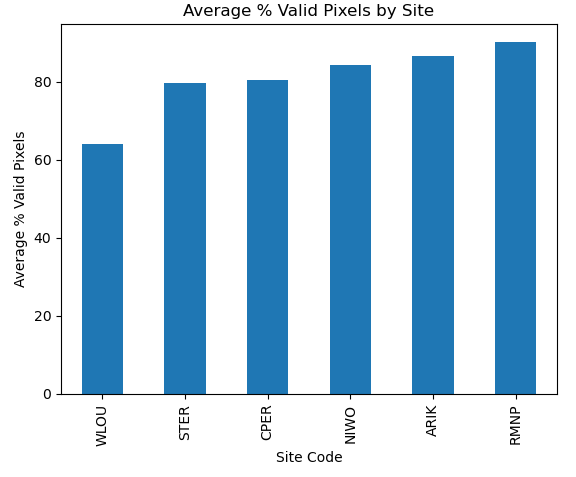 Average % Valid Pixels by Site
Average % Valid Pixels
80
60
40
20
0
WLOU
STER
CPER
NIWO
ARIK
RMNP
Site Code